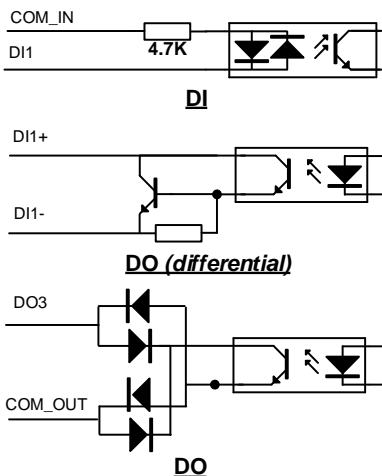 COM_IN
4.7K
DI1
DI
DI1+
DI1-
DO (differential)
DO3
COM_OUT
DO